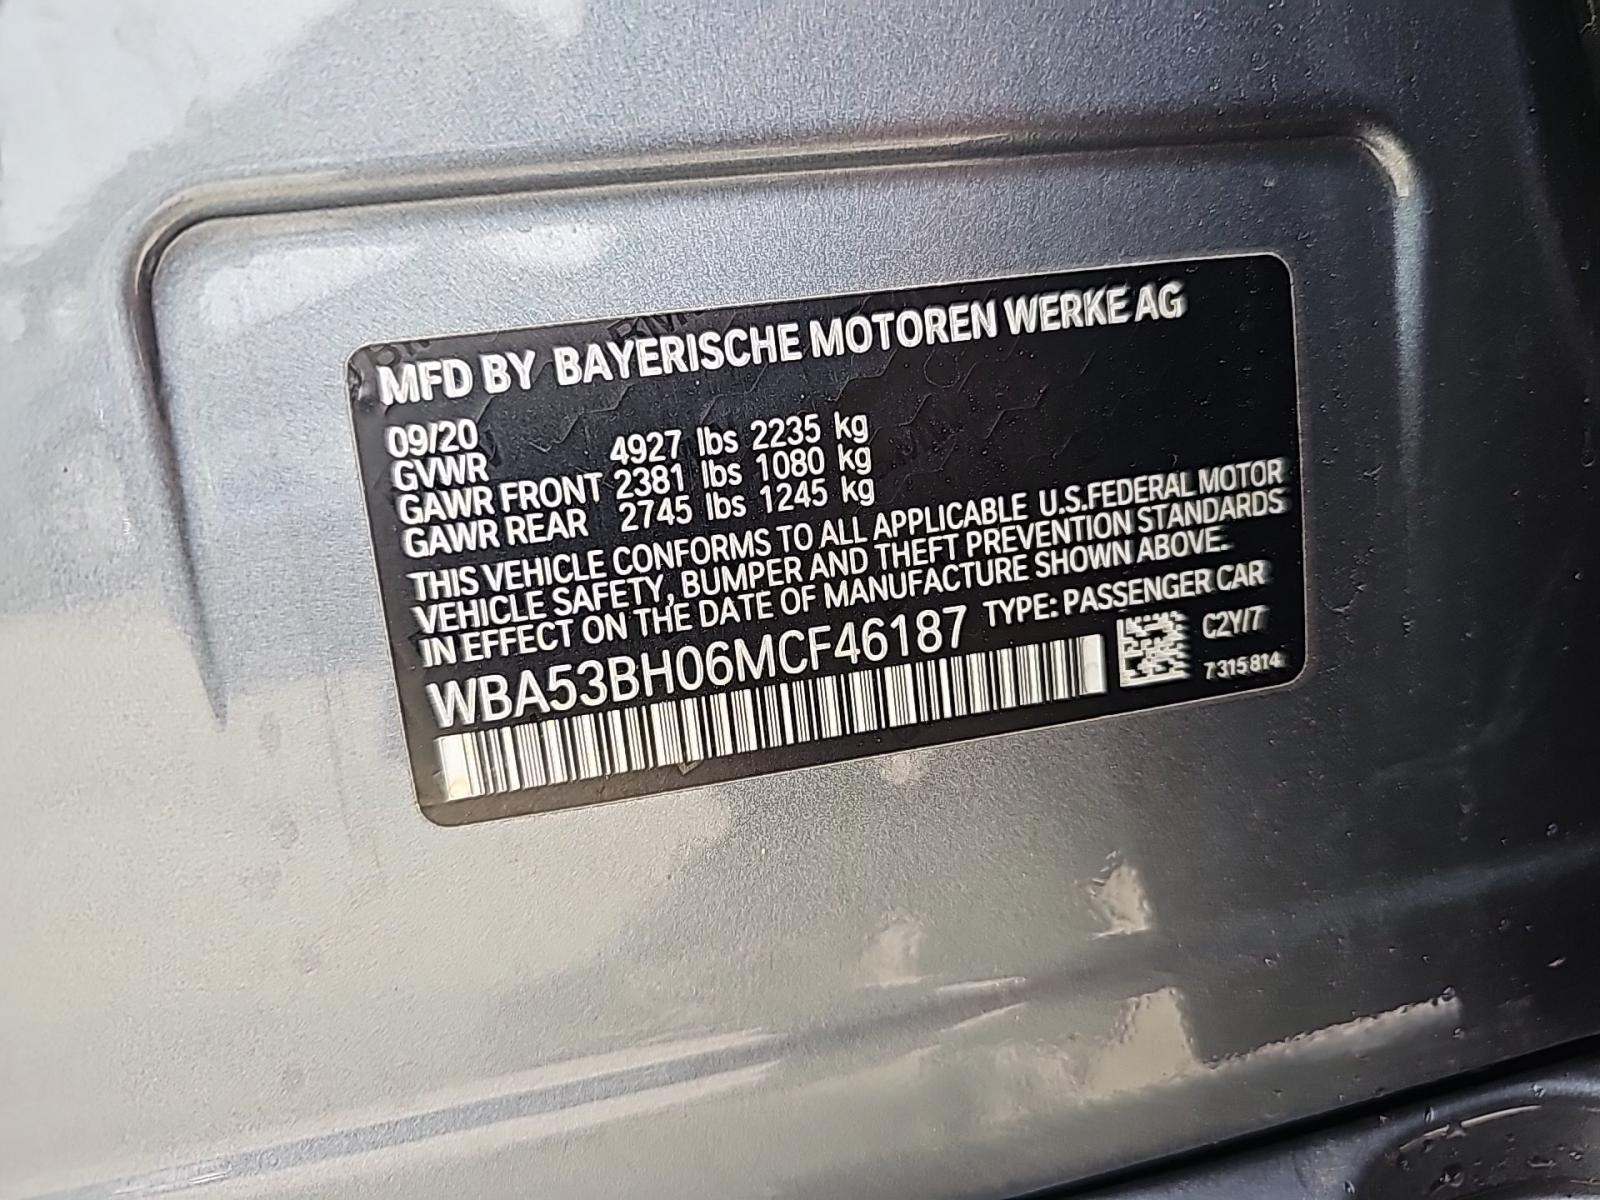 MFD BY BAYERISCHE MOTOREN WERKE AG
09/20
GVWR 4927 lbs 2235 kg
GAWR FRONT 2381 lbs 1080 kg
GAWR REAR 2745 lbs 1245 kg
THIS VEHICLE CONFORMS TO ALL APPLICABLE U.S.FEDERAL MOTOR
VEHICLE SAFETY, BUMPER AND THEFT PREVENTION STANDARDS
IN EFFECT ON THE DATE OF MANUFACTURE SHOWN ABOVE.
WBA53BH06MCF46187 TYPE: PASSENGER CAR
C2Y/7
7315814